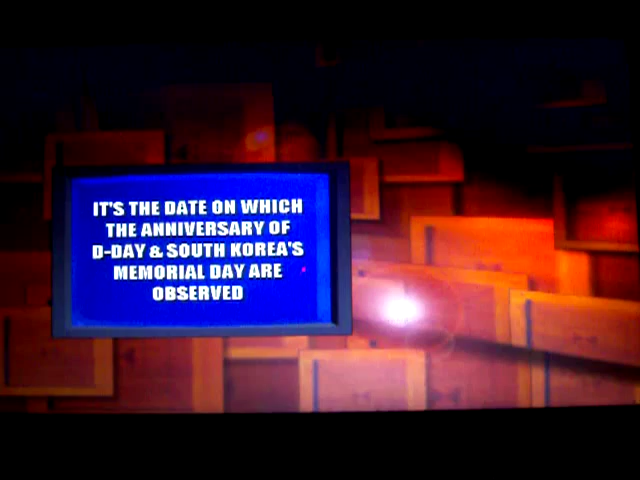 IT'S THE DATE ON WHICH
THE ANNIVERSARY OF
D-DAY & SOUTH KOREA'S
MEMORIAL DAY ARE
OBSERVED